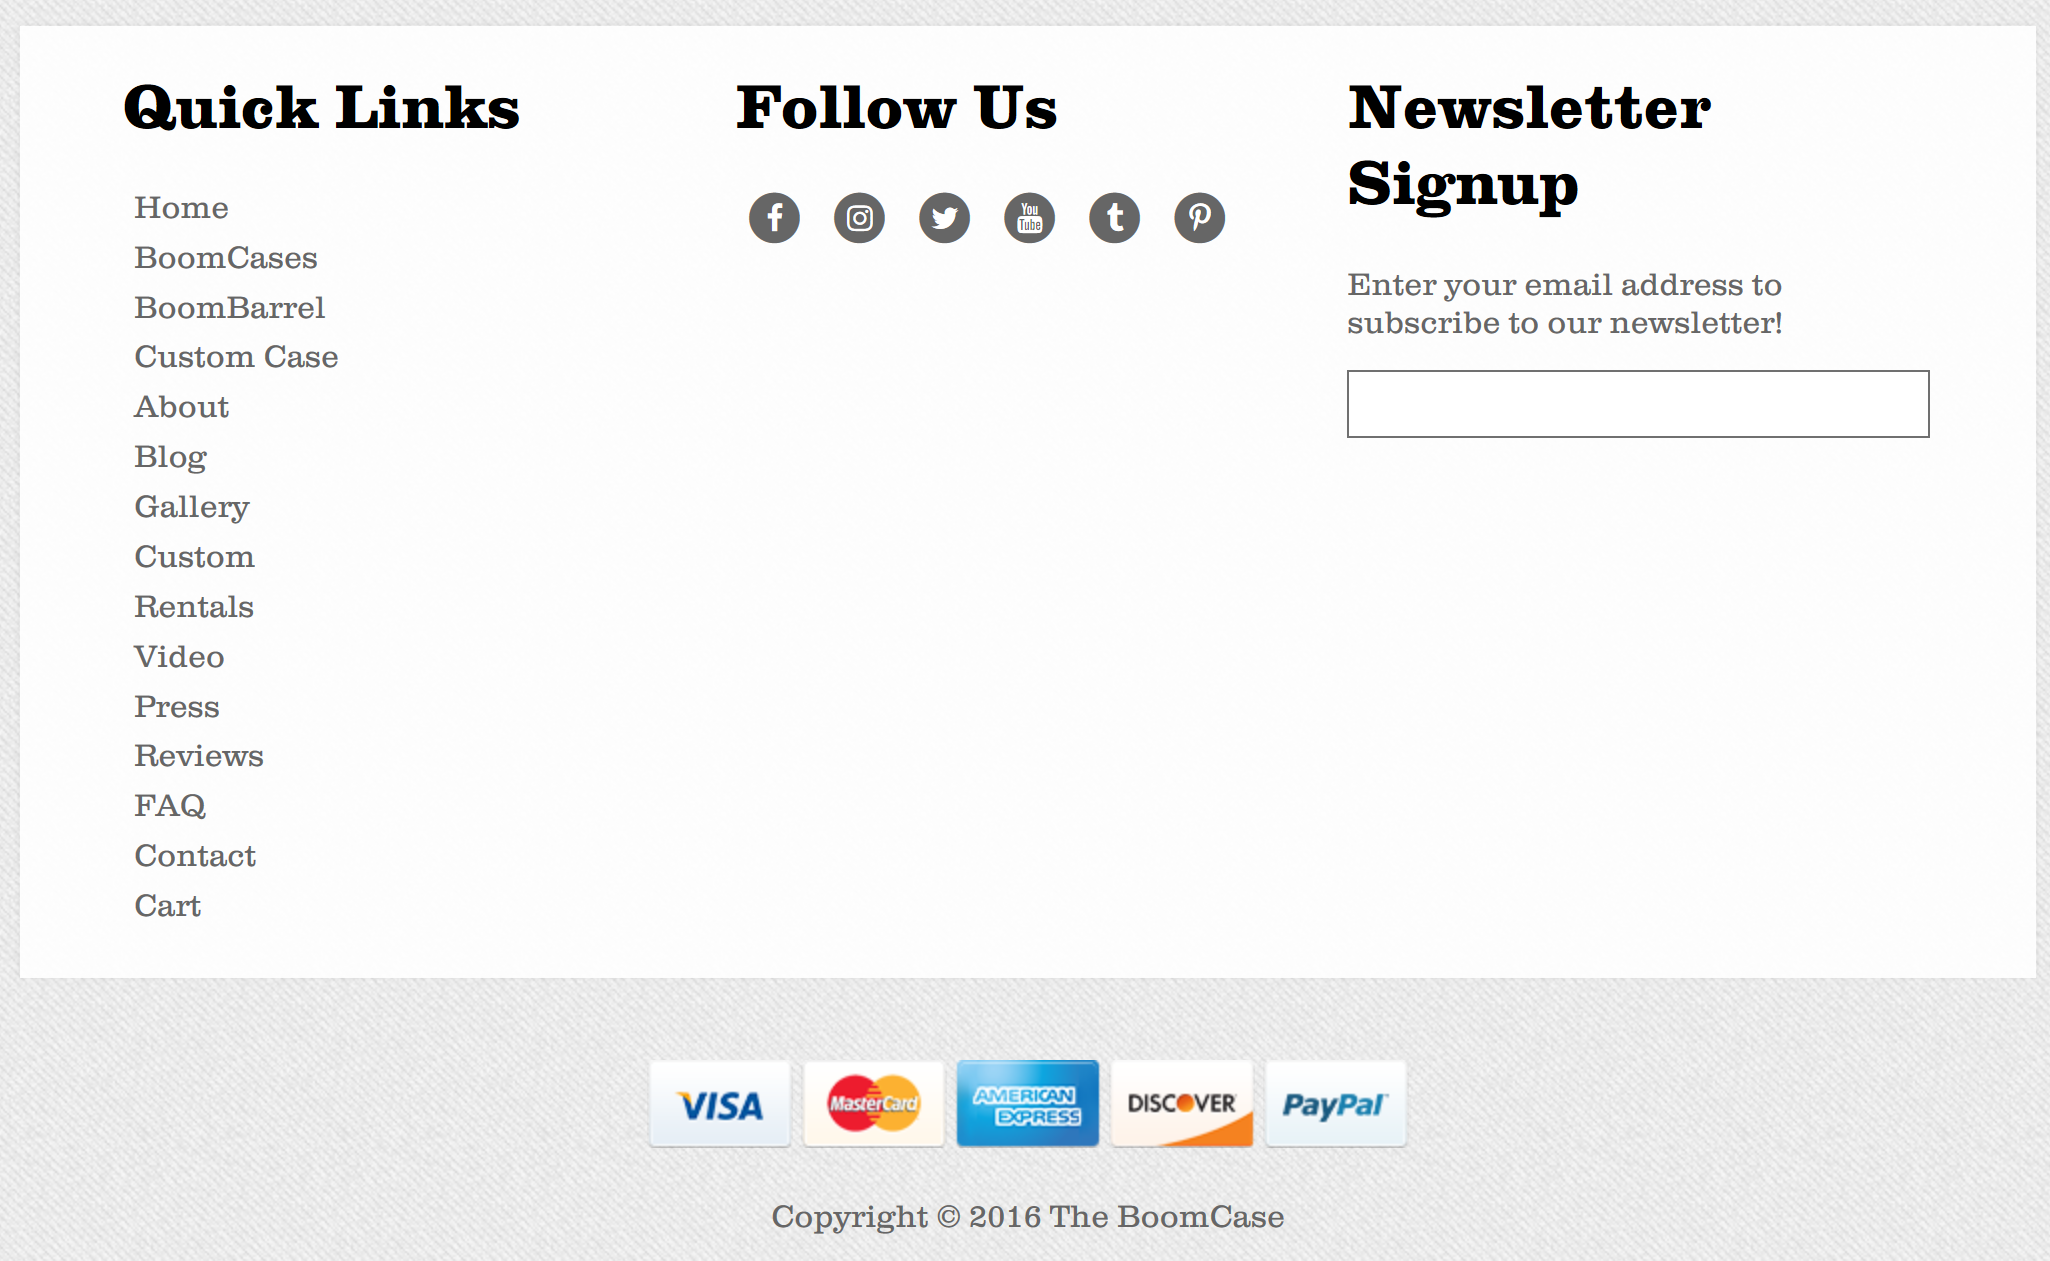 Quick Links
Home
BoomCases
BoomBarrel
Custom Case
About
Blog
Gallery
Custom
Rentals
Video
Press
Reviews
FAQ
Contact
Cart
Follow Us
You
Tube
Newsletter
Signup
Enter your email address to
subscribe to our newsletter!
VISA
MasterCard
AMERICAN
EXPRESS
DISCOVER
PayPal
Copyright © 2016 The BoomCase